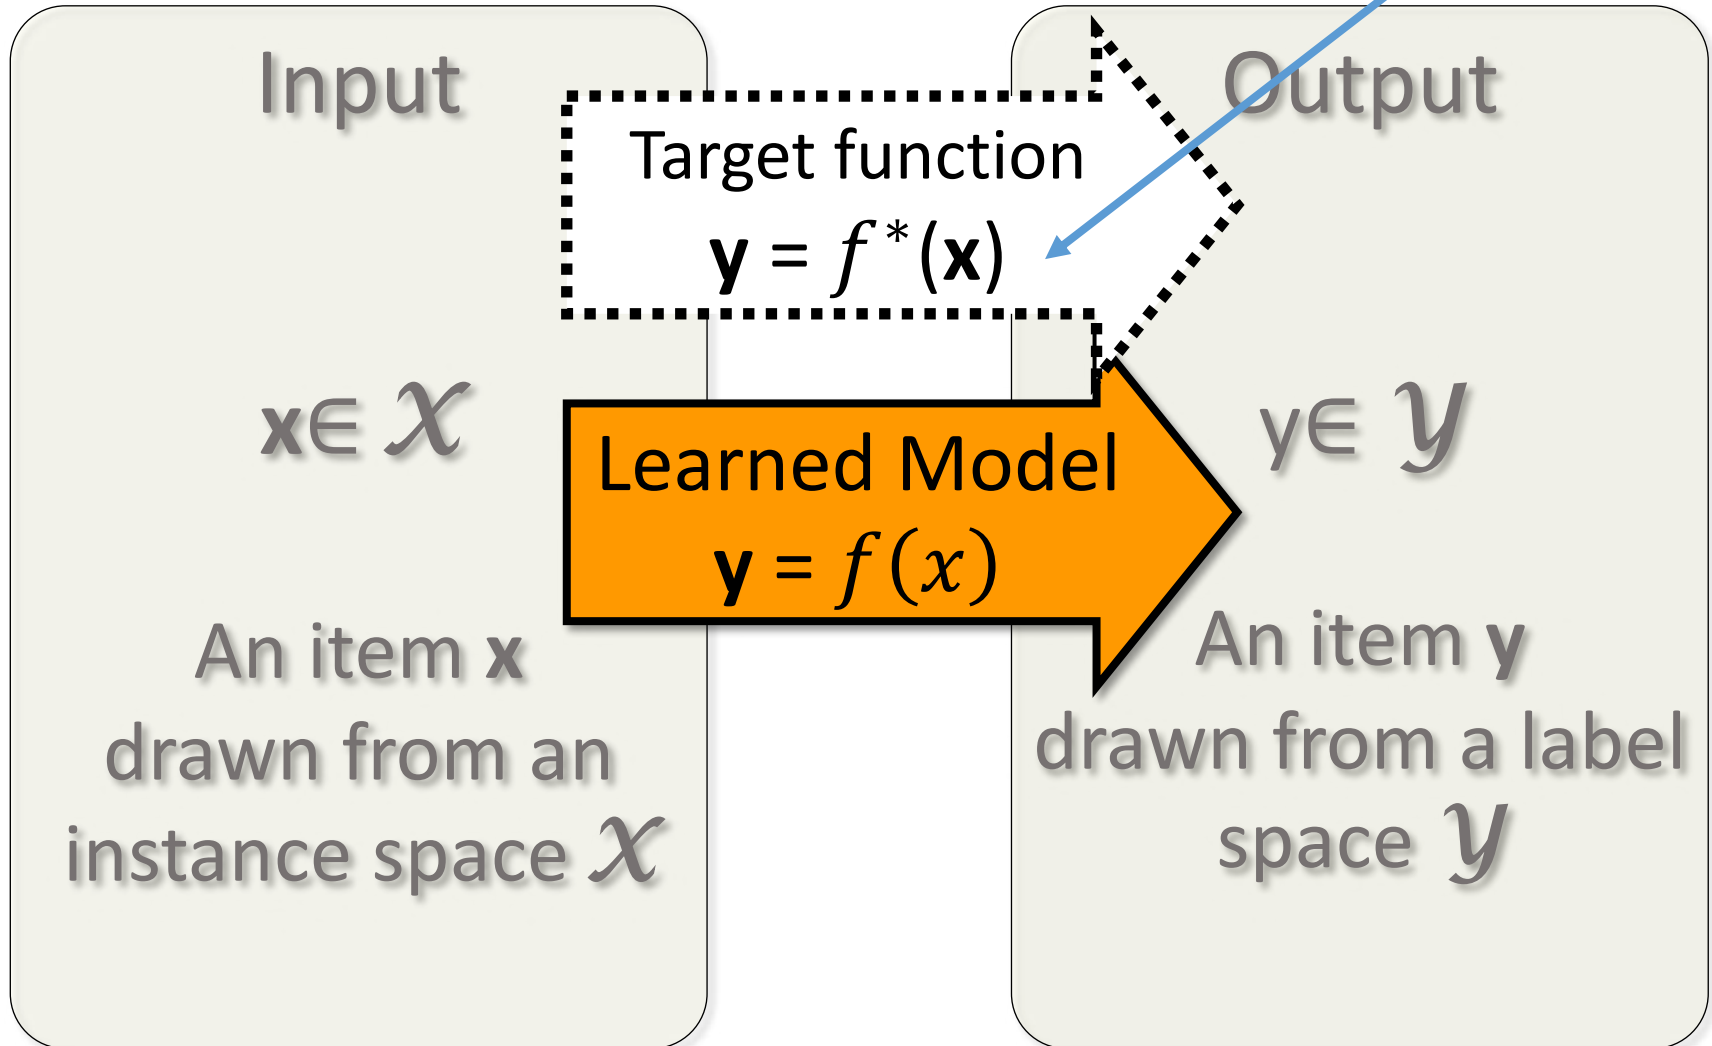 Input
x∈ 𝒳
An item x
drawn from an
instance space 𝒳
Target function
y = f*(x)
Learned Model
y = f(x)
Output
y∈ 𝒴
An item y
drawn from a label
space 𝒴